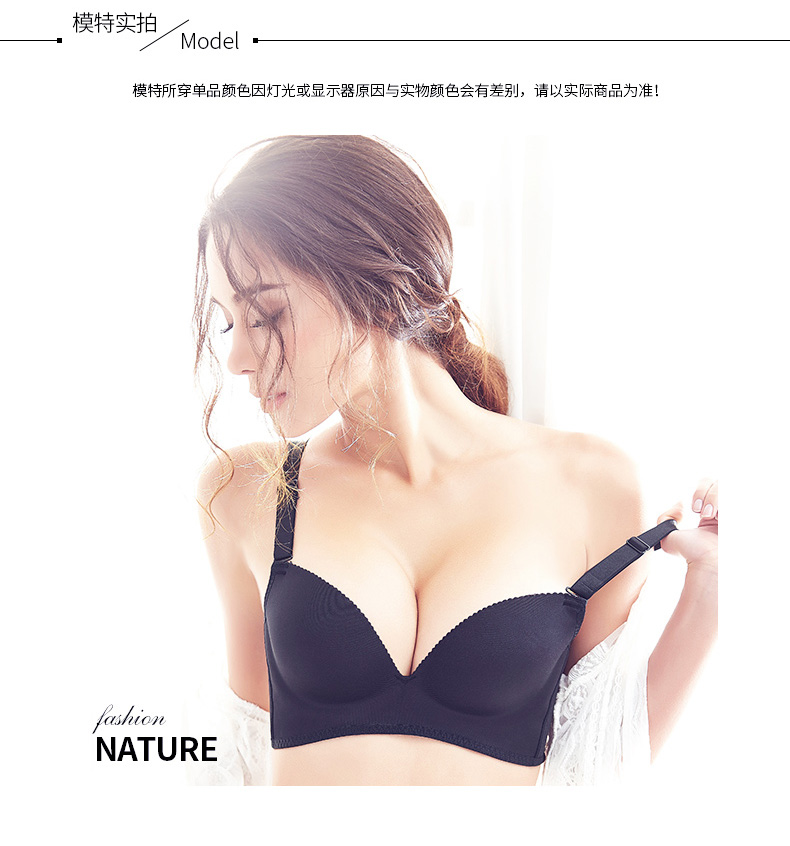 模特实拍
Model
模特所穿单品颜色因灯光或显示器原因与实物颜色会有差别，请以实际商品为准！
fashion
NATURE